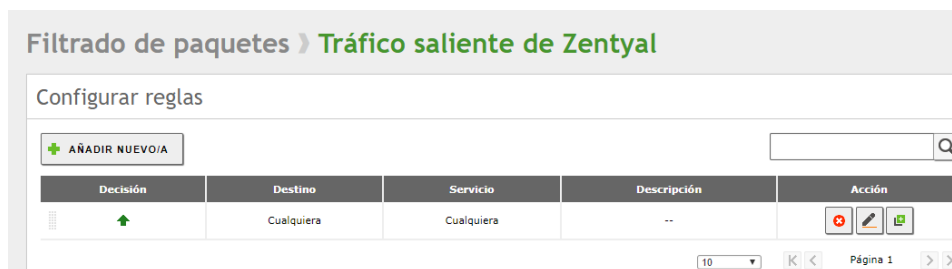 Filtrado de paquetes 》 Tráfico saliente de Zentyal
Configurar reglas
AÑADIR NUEVO/A
Decisión Destino Servicio Descripción Acción
Cualquiera Cualquiera --
10 Página 1